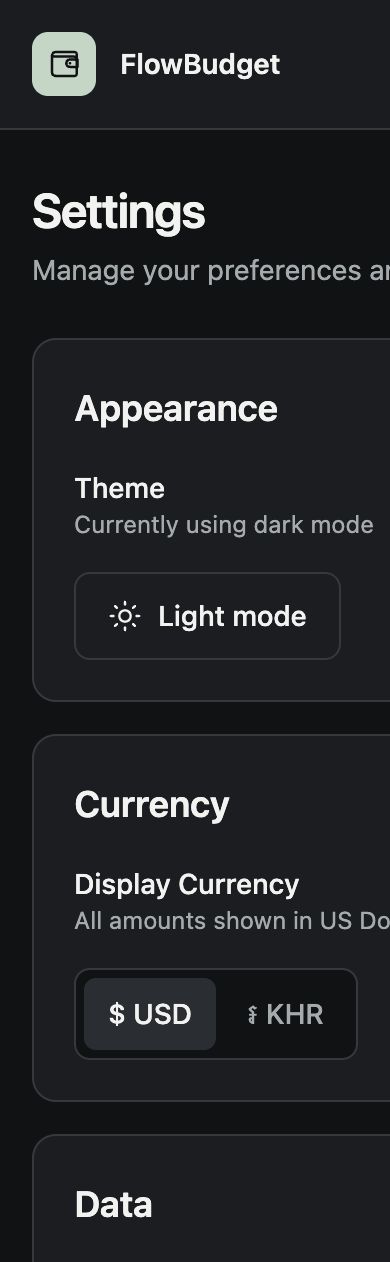 FlowBudget
Settings
Manage your preferences
Appearance
Theme
Currently using dark mode
Light mode
Currency
Display Currency
All amounts shown in US
$ USD
៛ KHR
Data